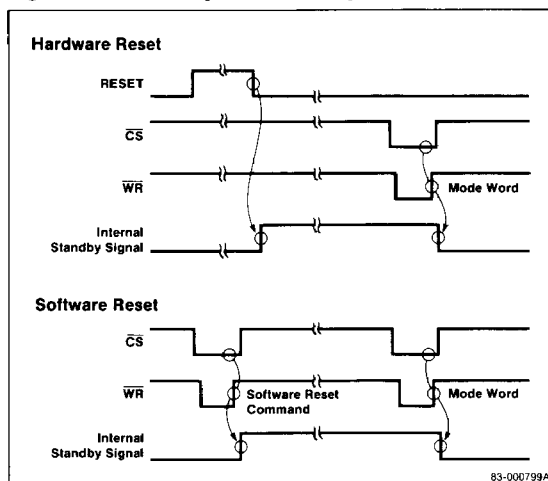 Hardware Reset
RESET
CS
WR
Mode Word
Internal
Standby Signal
Software Reset
CS
WR
Software Reset
Command
Mode Word
Internal
Standby Signal
83-000799A